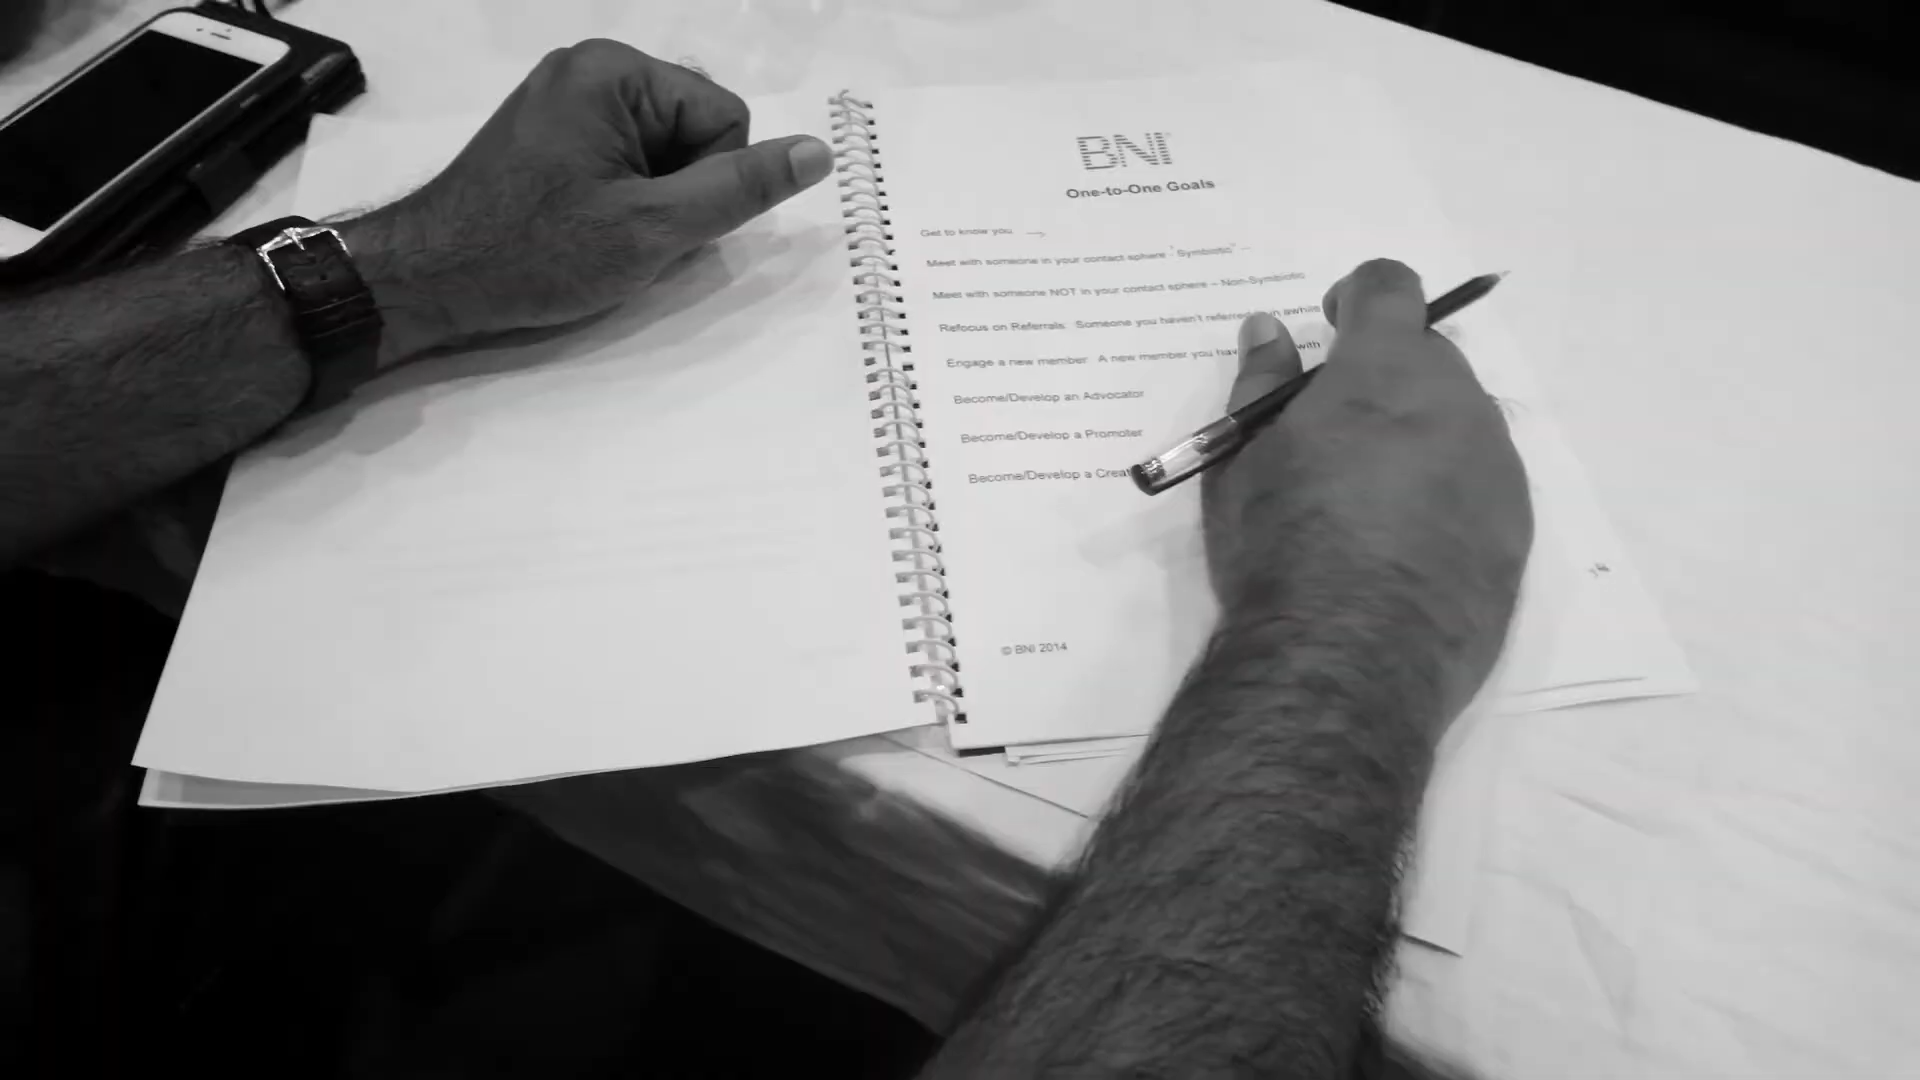 BNI
One-to-One Goals
Get to know you →
Meet with someone in your contact sphere - "Symbiotic" –
Meet with someone NOT in your contact sphere – Non-Symbiotic
Refocus on Referrals: Someone you haven't referred in awhile
Engage a new member: A new member you with
Become/Develop an Advocator
Become/Develop a Promoter
Become/Develop a
© BNI 2014